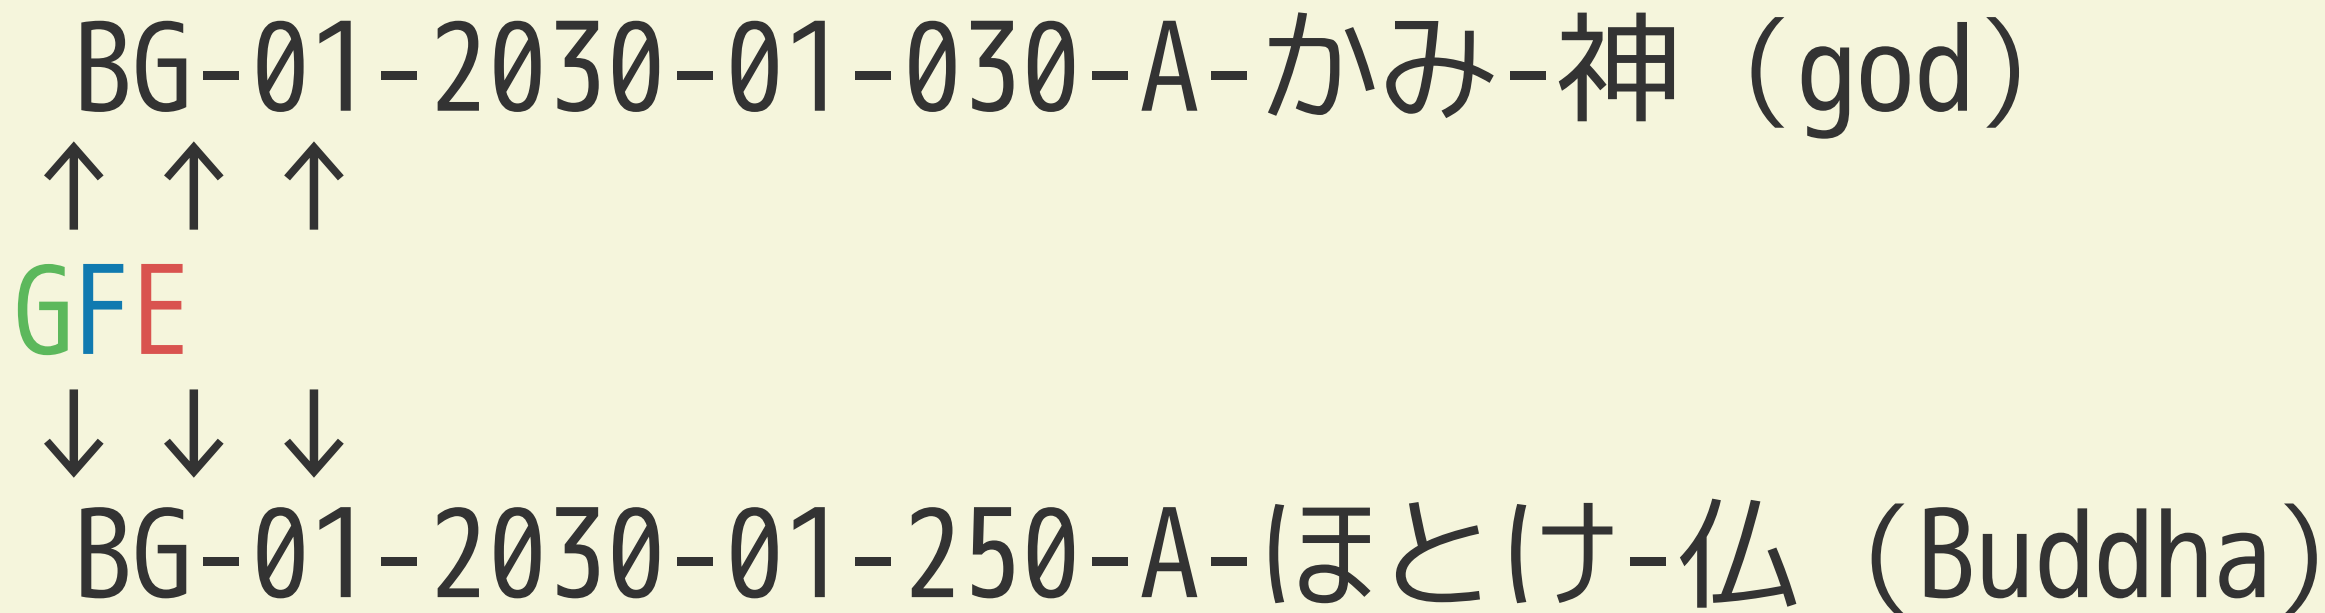 BG-01-2030-01-030-A-かみ-神 (god)
↑ ↑ ↑
GFE
↓ ↓ ↓
BG-01-2030-01-250-A-ほとけ-仏 (Buddha)